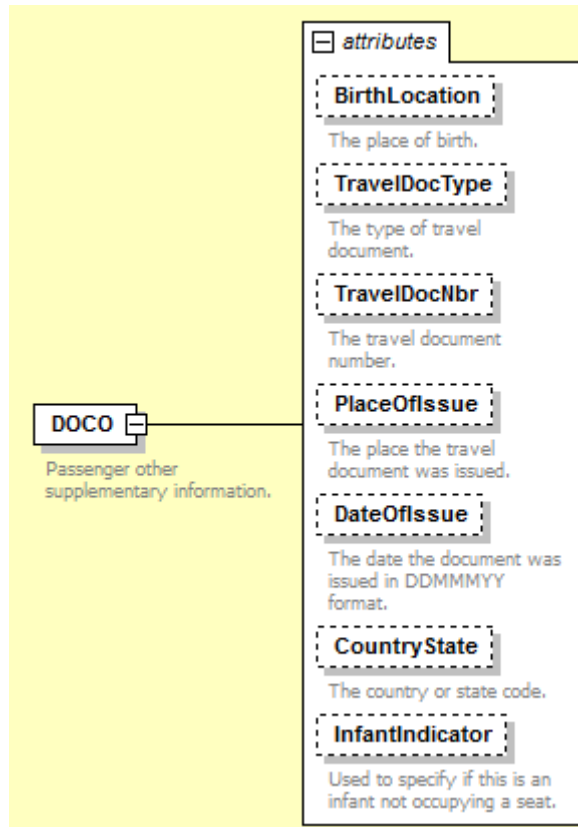 attributes
BirthLocation
The place of birth.
TravelDocType
The type of travel
document.
TravelDocNbr
The travel document
number.
PlaceOfIssue
The place the travel
document was issued.
DOCO
Passenger other
supplementary information.
DateOfIssue
The date the document was
issued in DDMMMYY
format.
CountryState
The country or state code.
InfantIndicator
Used to specify if this is an
infant not occupying a seat.